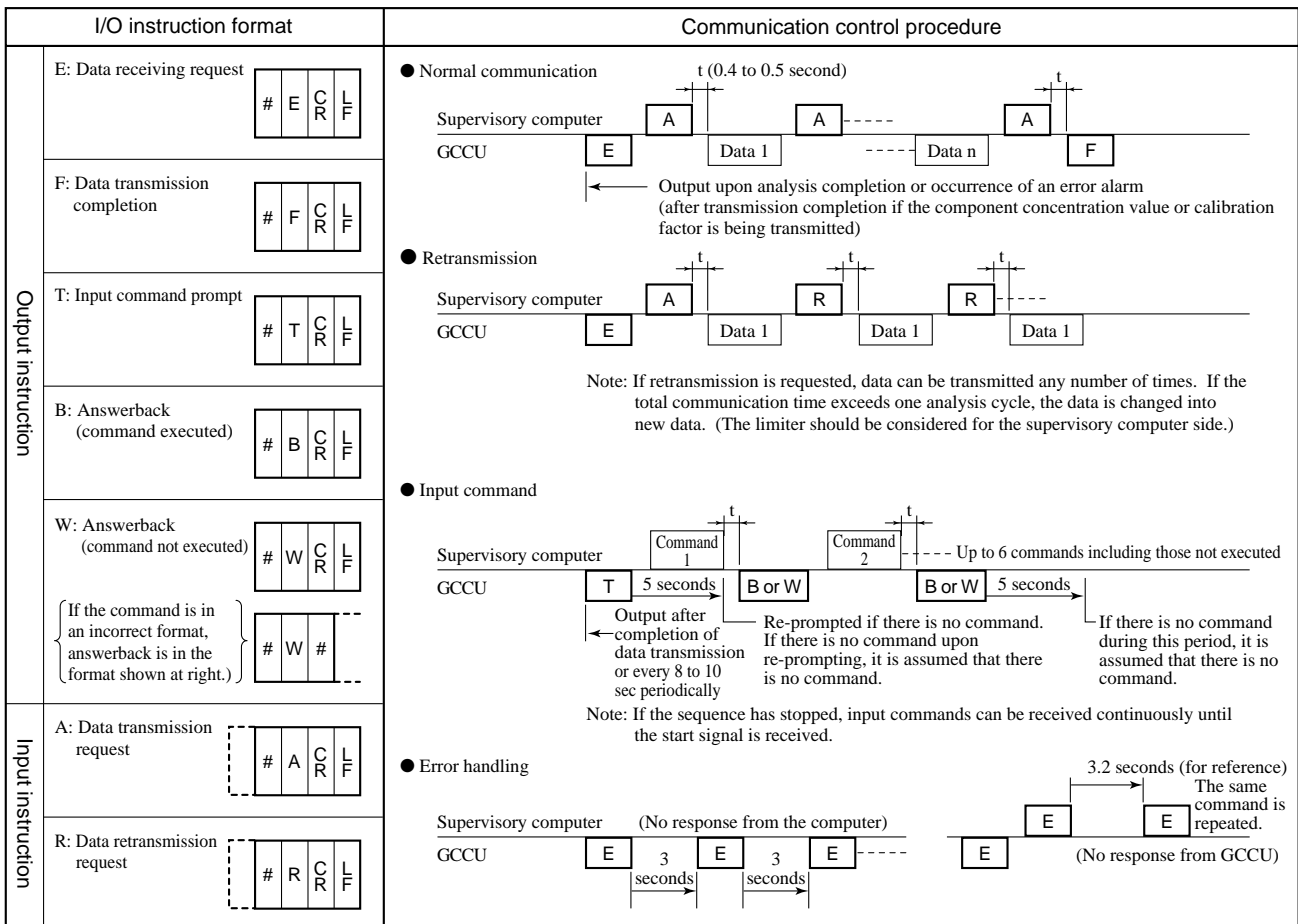 I/O instruction format
Communication control procedure
Output instruction
E: Data receiving request
# E CR LF
F: Data transmission
completion
# F CR LF
T: Input command prompt
# T CR LF
B: Answerback
(command executed)
# B CR LF
W: Answerback
(command not executed)
# W CR LF
If the command is in
an incorrect format,
answerback is in the
format shown at right.)
# W #
Input instruction
A: Data transmission
request
# A CR LF
R: Data retransmission
request
# R CR LF
● Normal communication
t (0.4 to 0.5 second)
t
Supervisory computer
A
A
A
GCCU
E
Data 1
Data n
F
Output upon analysis completion or occurrence of an error alarm
(after transmission completion if the component concentration value or calibration
factor is being transmitted)
● Retransmission
t
t
t
Supervisory computer
A
R
R
GCCU
E
Data 1
Data 1
Data 1
Note: If retransmission is requested, data can be transmitted any number of times. If the
total communication time exceeds one analysis cycle, the data is changed into
new data. (The limiter should be considered for the supervisory computer side.)
● Input command
t
t
Supervisory computer
Command
1
Command
2
Up to 6 commands including those not executed
GCCU
T
5 seconds
B or W
B or W
5 seconds
Output after
completion of
data transmission
or every 8 to 10
sec periodically
Re-prompted if there is no command.
If there is no command upon
re-prompting, it is assumed that there
is no command.
If there is no command
during this period, it is
assumed that there is no
command.
Note: If the sequence has stopped, input commands can be received continuously until
the start signal is received.
● Error handling
3.2 seconds (for reference)
The same
command is
repeated.
Supervisory computer
(No response from the computer)
E
E
GCCU
E
3
seconds
E
3
seconds
E
E
(No response from GCCU)